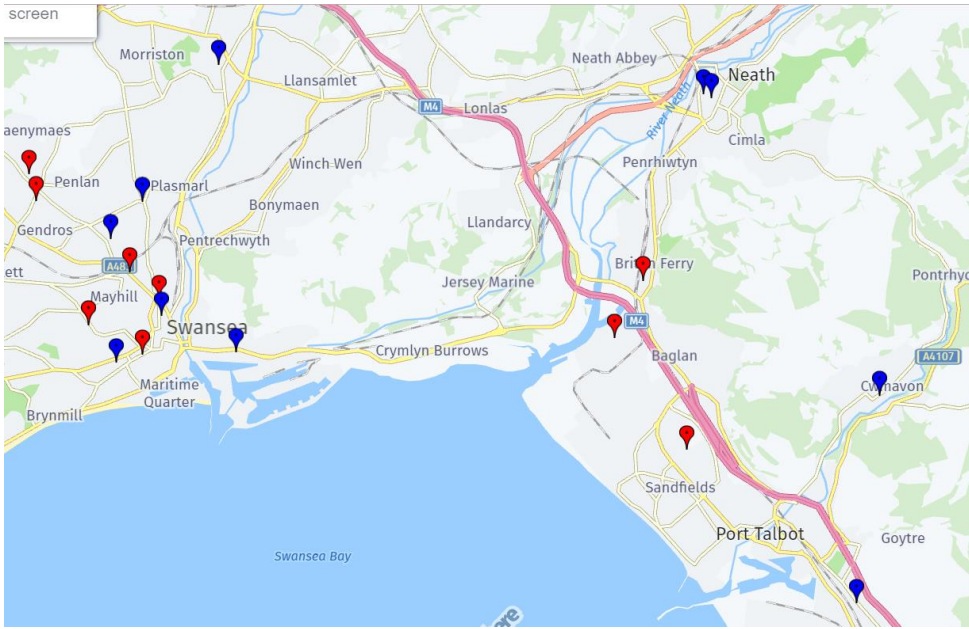 screen
Morriston
Neath Abbey
Neath
Llansamlet
M4
Lonlas
River Neath
aenymaes
Cimla
Winch Wen
Penrhiwtyn
Penlan
Plasmarl
Bonymaen
Gendros
Llandarcy
Pentrechwyth
ett
A48
Jersey Marine
Briton Ferry
Pontrhyd
Mayhill
Swansea
M4
Crymlyn Burrows
Baglan
A4107
Maritime
Quarter
Cwmavon
Brynmill
Sandfields
Port Talbot
Goytre
Swansea Bay
ere